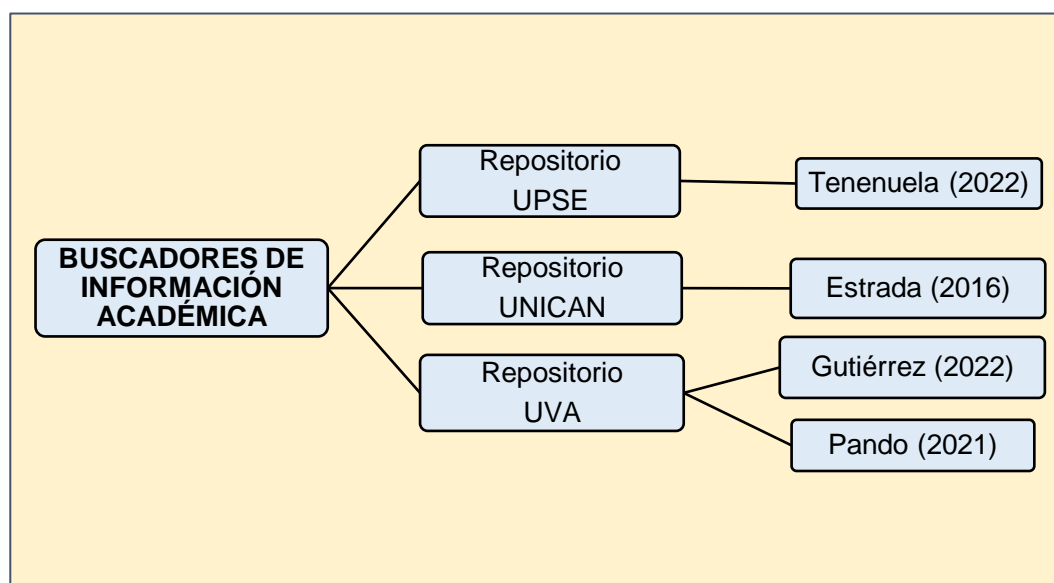 BUSCADORES DE
INFORMACIÓN
ACADÉMICA
Repositorio
UPSE
Tenenuela (2022)
Repositorio
UNICAN
Estrada (2016)
Repositorio
UVA
Gutiérrez (2022)
Pando (2021)